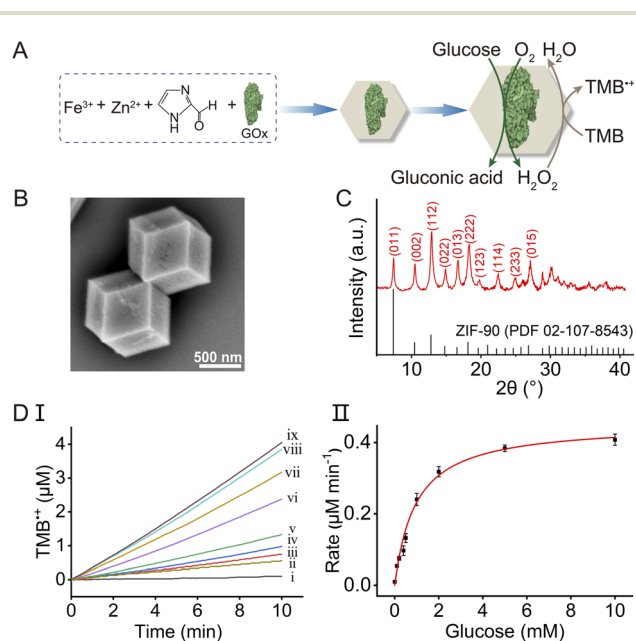 A
Fe³⁺ + Zn²⁺ + N NH O + GOx
Glucose O₂ H₂O
TMB•⁺
TMB
Gluconic acid H₂O₂
B
500 nm
C
Intensity (a.u.)
(011) (002) (112) (022) (013) (222) (123) (114) (233) (015)
ZIF-90 (PDF 02-107-8543)
10 20 30 40
2θ (°)
D I
TMB•⁺ (μM)
4
3
2
1
0
ix
viii
vii
vi
v
iv
iii
ii
i
0 2 4 6 8 10
Time (min)
II
Rate (μM min⁻¹)
0.4
0.2
0.0
0 2 4 6 8 10
Glucose (mM)